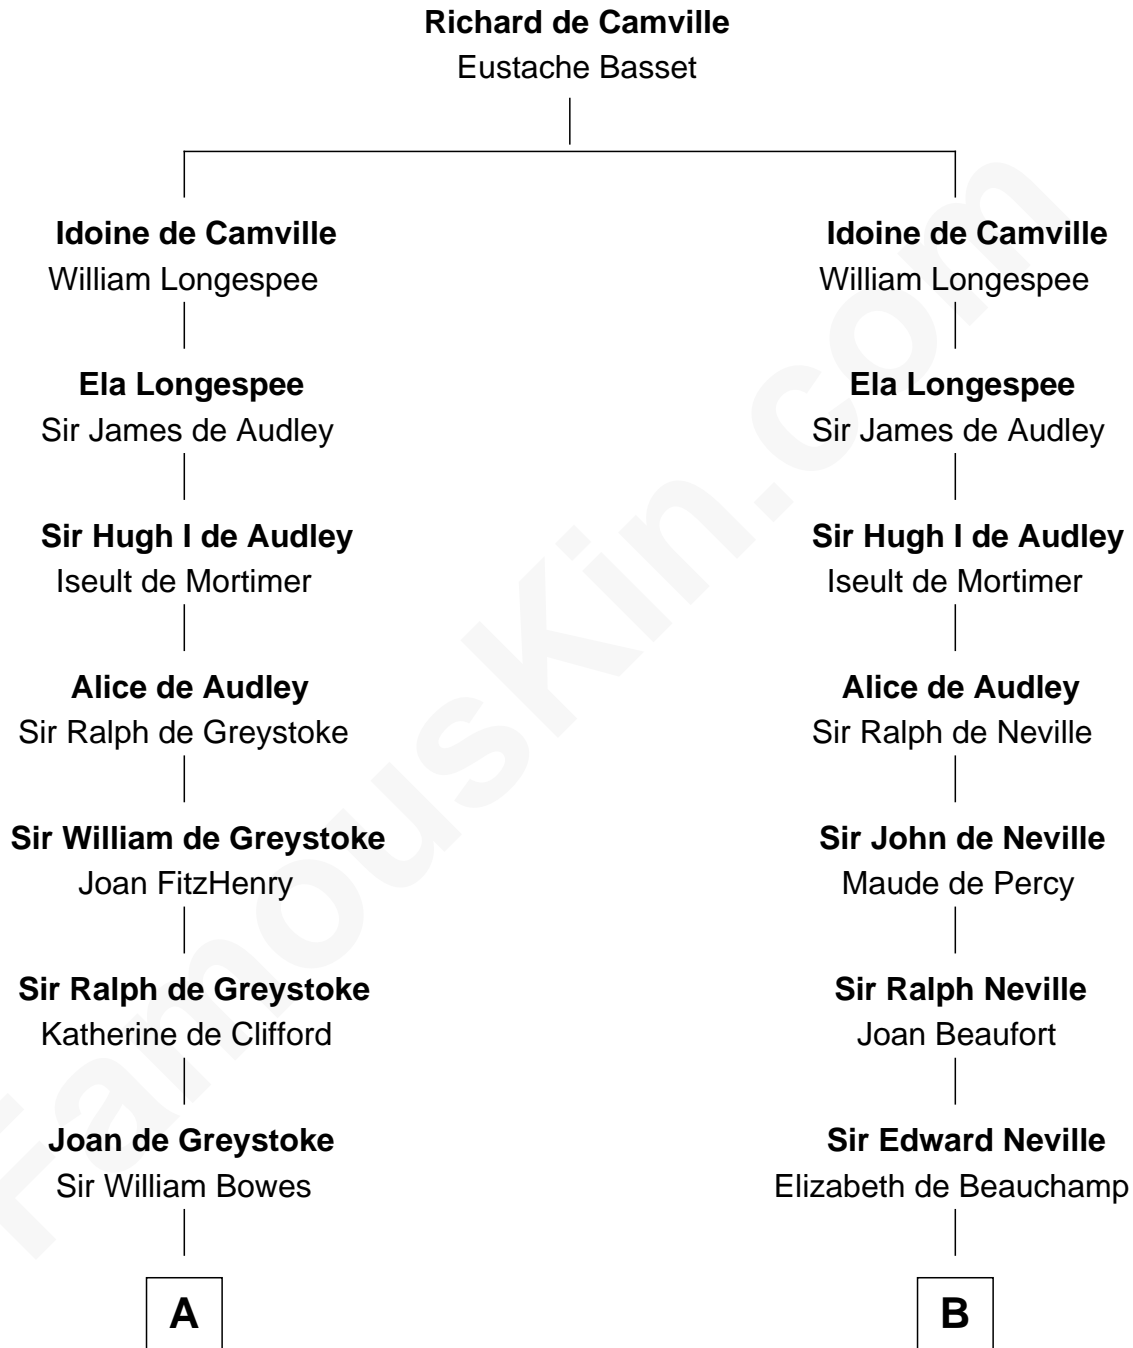 Richard de Camville
Eustache Basset
Idoine de Camville
William Longespee
Idoine de Camville
William Longespee
Ela Longespee
Sir James de Audley
Ela Longespee
Sir James de Audley
Sir Hugh I de Audley
Iseult de Mortimer
Sir Hugh I de Audley
Iseult de Mortimer
Alice de Audley
Sir Ralph de Greystoke
Alice de Audley
Sir Ralph de Neville
Sir William de Greystoke
Joan FitzHenry
Sir John de Neville
Maude de Percy
Sir Ralph de Greystoke
Katherine de Clifford
Sir Ralph Neville
Joan Beaufort
Joan de Greystoke
Sir William Bowes
Sir Edward Neville
Elizabeth de Beauchamp
A
B
FamousKin.com